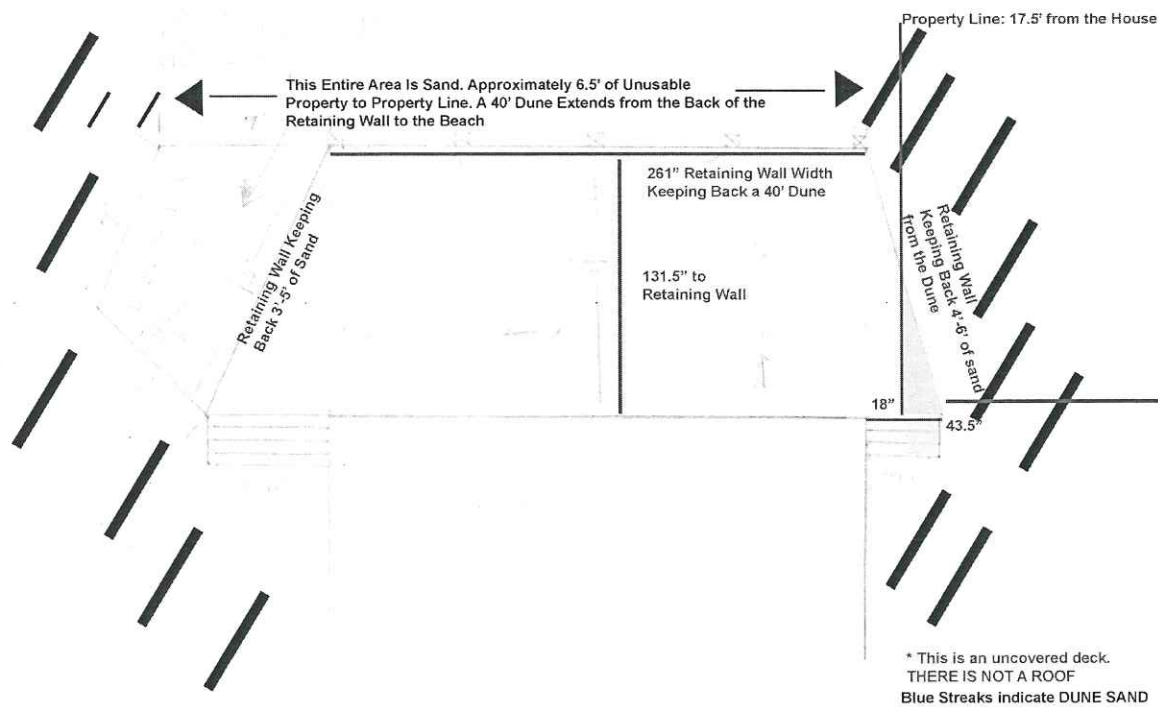 Property Line: 17.5' from the House
This Entire Area Is Sand. Approximately 6.5' of Unusable
Property to Property Line. A 40' Dune Extends from the Back of the
Retaining Wall to the Beach
261" Retaining Wall Width
Keeping Back a 40' Dune
Retaining Wall Keeping
Back 3'-5' of Sand
131.5" to
Retaining Wall
Retaining Wall
Keeping Back 4'-6' of sand
from the Dune
18"
43.5"
* This is an uncovered deck.
THERE IS NOT A ROOF
Blue Streaks indicate DUNE SAND